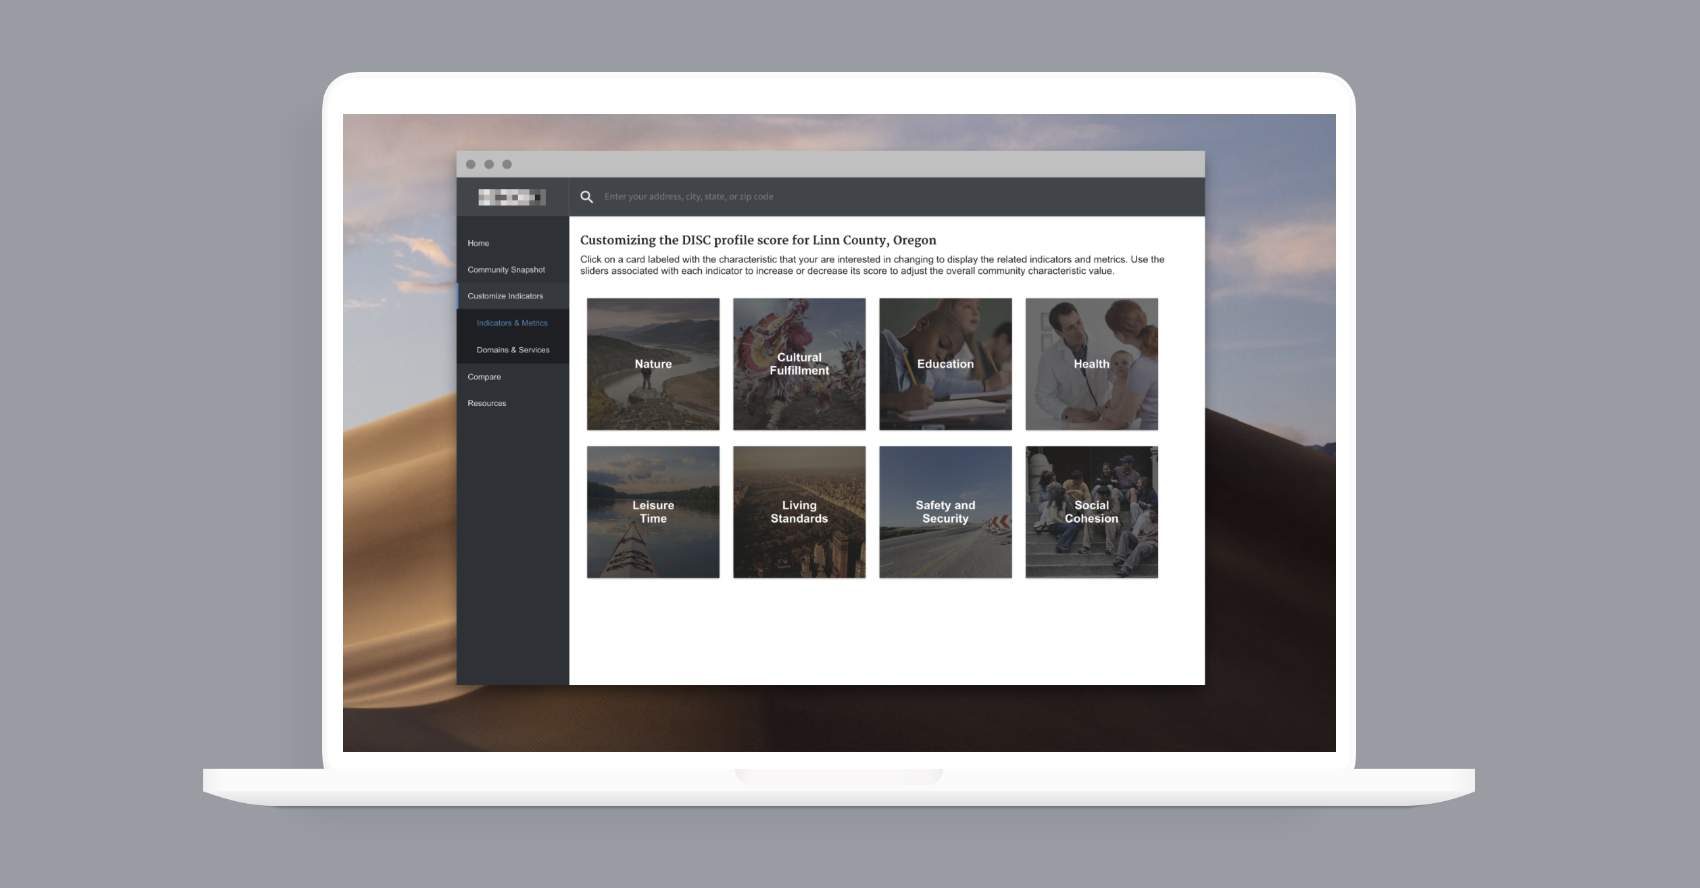 Enter your address, city, state, or zip code
Home
Community Snapshot
Customize Indicators
Indicators & Metrics
Domains & Services
Compare
Resources
Customizing the DISC profile score for Linn County, Oregon
Click on a card labeled with the characteristic that your are interested in changing to display the related indicators and metrics. Use the
sliders associated with each indicator to increase or decrease its score to adjust the overall community characteristic value.
Nature
Cultural
Fulfillment
Education
Health
Leisure
Time
Living
Standards
Safety and
Security
Social
Cohesion